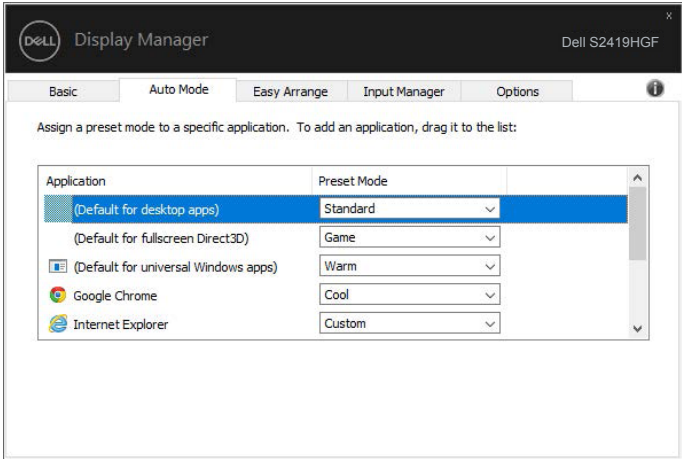 x
DELL Display Manager Dell S2419HGF
Basic Auto Mode Easy Arrange Input Manager Options i
Assign a preset mode to a specific application. To add an application, drag it to the list:
Application Preset Mode
(Default for desktop apps) Standard
(Default for fullscreen Direct3D) Game
(Default for universal Windows apps) Warm
Google Chrome Cool
Internet Explorer Custom